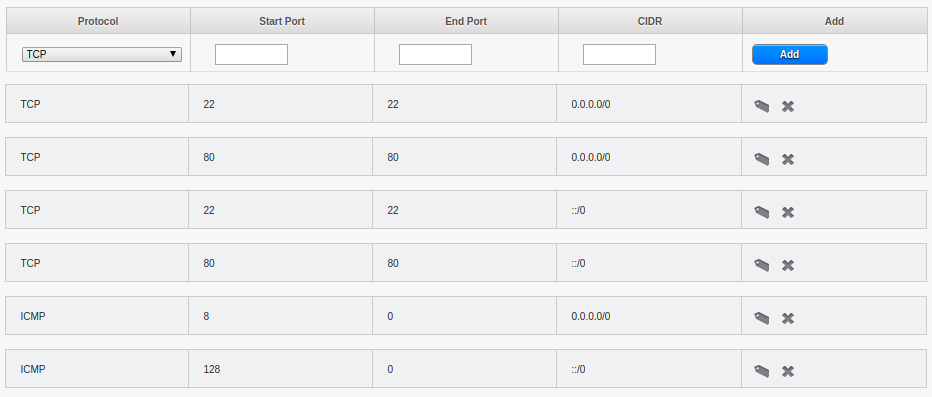 Protocol Start Port End Port CIDR Add
TCP Add
TCP 22 22 0.0.0.0/0
TCP 80 80 0.0.0.0/0
TCP 22 22 ::/0
TCP 80 80 ::/0
ICMP 8 0 0.0.0.0/0
ICMP 128 0 ::/0